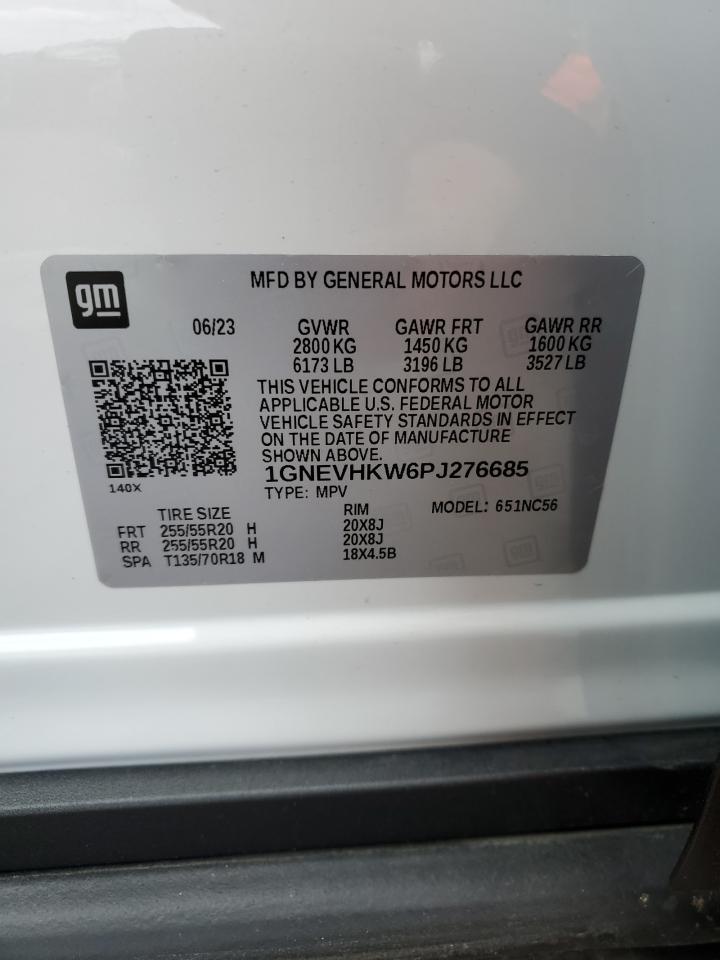 gm
MFD BY GENERAL MOTORS LLC
06/23 GVWR GAWR FRT GAWR RR
2800 KG 1450 KG 1600 KG
6173 LB 3196 LB 3527 LB
THIS VEHICLE CONFORMS TO ALL
APPLICABLE U.S. FEDERAL MOTOR
VEHICLE SAFETY STANDARDS IN EFFECT
ON THE DATE OF MANUFACTURE
SHOWN ABOVE.
1GNEVHKW6PJ276685
140X
TYPE: MPV MODEL: 651NC56
TIRE SIZE RIM
FRT 255/55R20 H 20X8J
RR 255/55R20 H 20X8J
SPA T135/70R18 M 18X4.5B